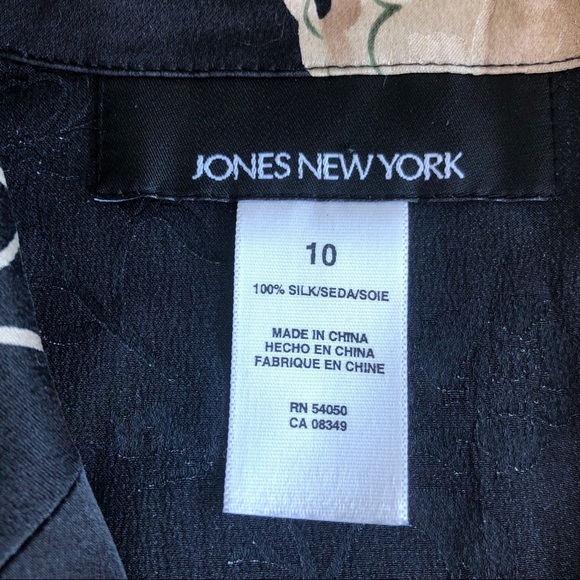 JONES NEW YORK
10
100% SILK/SEDA/SOIE
MADE IN CHINA
HECHO EN CHINA
FABRIQUE EN CHINE
RN 54050
CA 08349